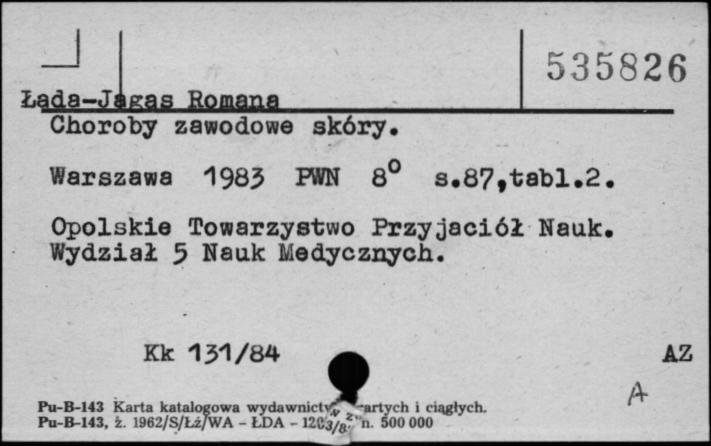 535826
Łada-Jagas Romana
Choroby zawodowe skóry.
Warszawa 1983 PWN 8° s.87,tabl.2.
Opolskie Towarzystwo Przyjaciół Nauk.
Wydział 5 Nauk Medycznych.
Kk 131/84 AZ
A
Pu-B-143 Karta katalogowa wydawnictw i ciągłych.
Pu-B-143, ż. 1962/S/Łż/WA - ŁDA - n. 500 000